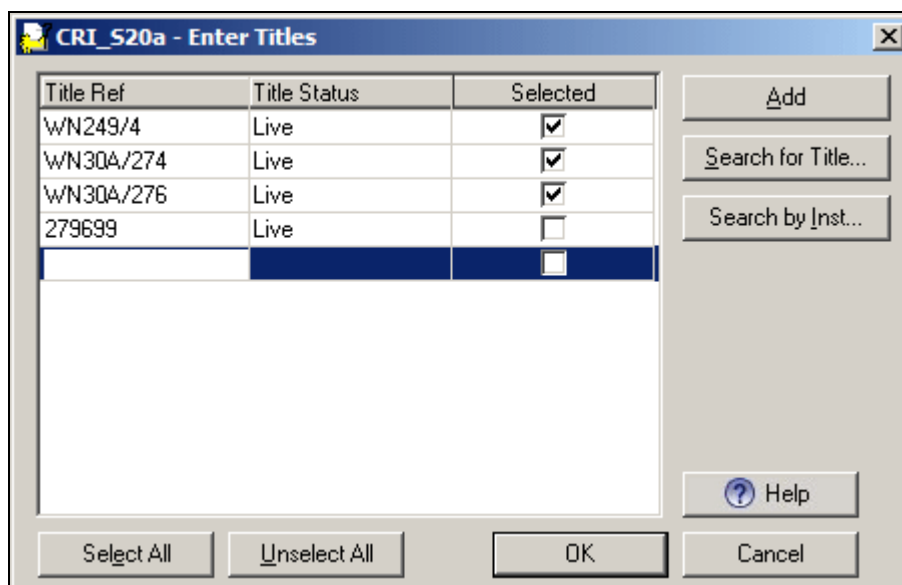 CRI_S20a - Enter Titles
Title Ref Title Status Selected
WN249/4 Live
WN30A/274 Live
WN30A/276 Live
279699 Live
Add
Search for Title...
Search by Inst...
Help
Select All Unselect All OK Cancel